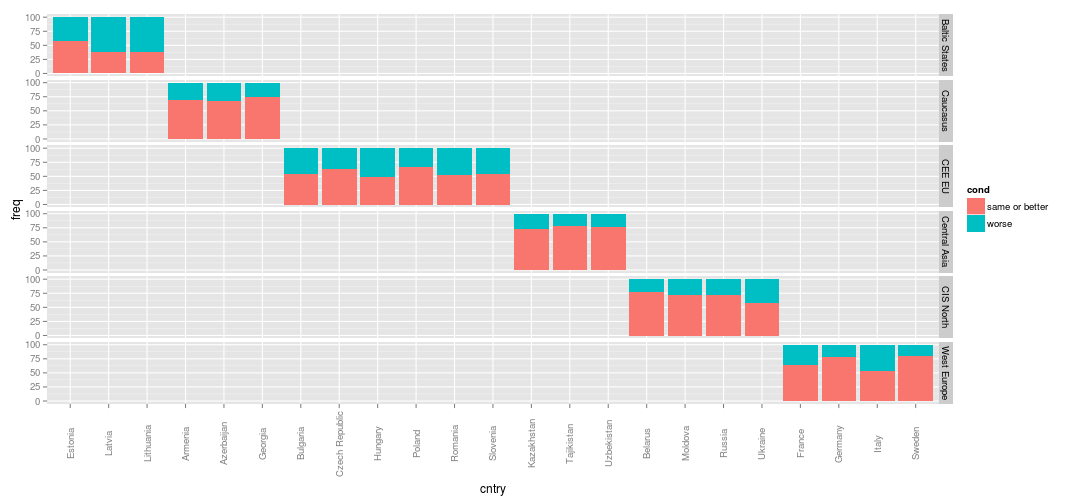 100
75
50
25
0
Baltic States
100
75
50
25
0
Caucasus
100
75
50
25
0
CEE EU
100
75
50
25
0
Central Asia
100
75
50
25
0
CIS North
100
75
50
25
0
West Europe
freq
Estonia
Latvia
Lithuania
Armenia
Azerbaijan
Georgia
Bulgaria
Czech Republic
Hungary
Poland
Romania
Slovenia
Kazakhstan
Tajikistan
Uzbekistan
Belarus
Moldova
Russia
Ukraine
France
Germany
Italy
Sweden
cntry
cond
same or better
worse